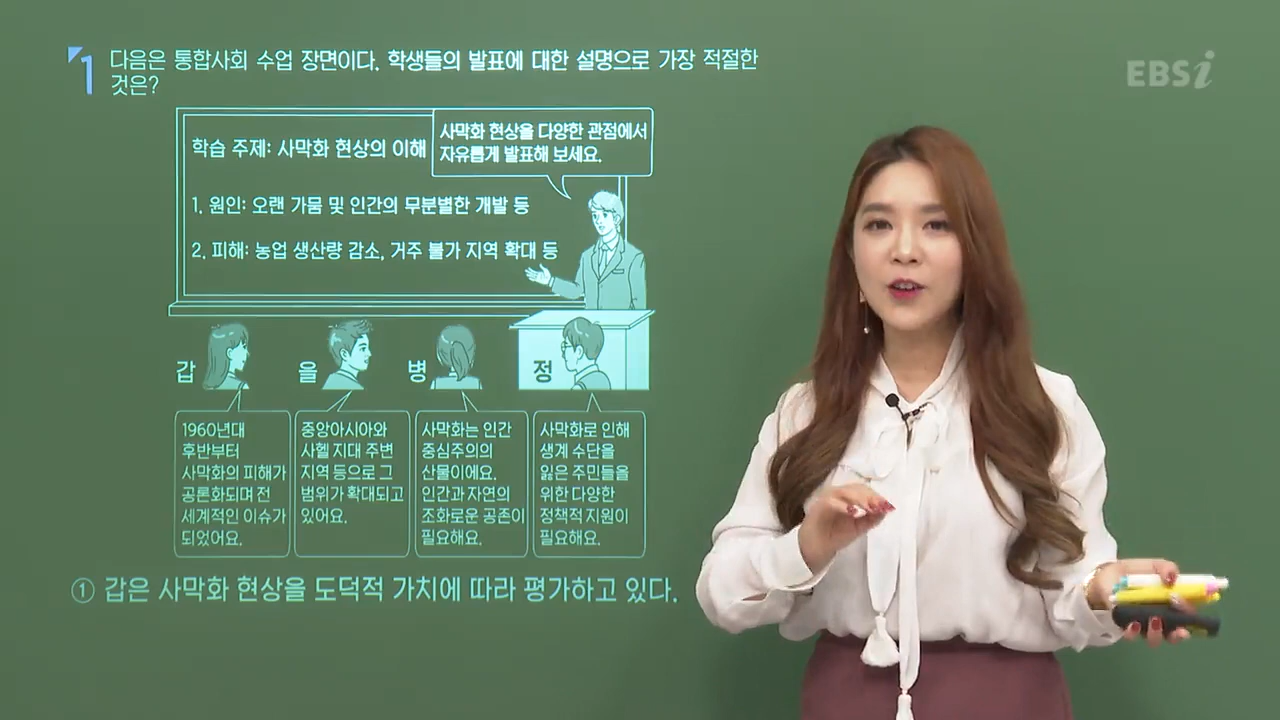 1 다음은 통합사회 수업 장면이다. 학생들의 발표에 대한 설명으로 가장 적절한
것은?
EBSi
사막화 현상을 다양한 관점에서
자유롭게 발표해 보세요.
학습 주제: 사막화 현상의 이해
1. 원인: 오랜 가뭄 및 인간의 무분별한 개발 등
2. 피해: 농업 생산량 감소, 거주 불가 지역 확대 등
갑
을
병
정
1960년대
후반부터
사막화의 피해가
공론화되며 전
세계적인 이슈가
되었어요.
중앙아시아와
사헬 지대 주변
지역 등으로 그
범위가 확대되고
있어요.
사막화는 인간
중심주의의
산물이에요.
인간과 자연의
조화로운 공존이
필요해요.
사막화로 인해
생계 수단을
잃은 주민들을
위한 다양한
정책적 지원이
필요해요.
① 갑은 사막화 현상을 도덕적 가치에 따라 평가하고 있다.